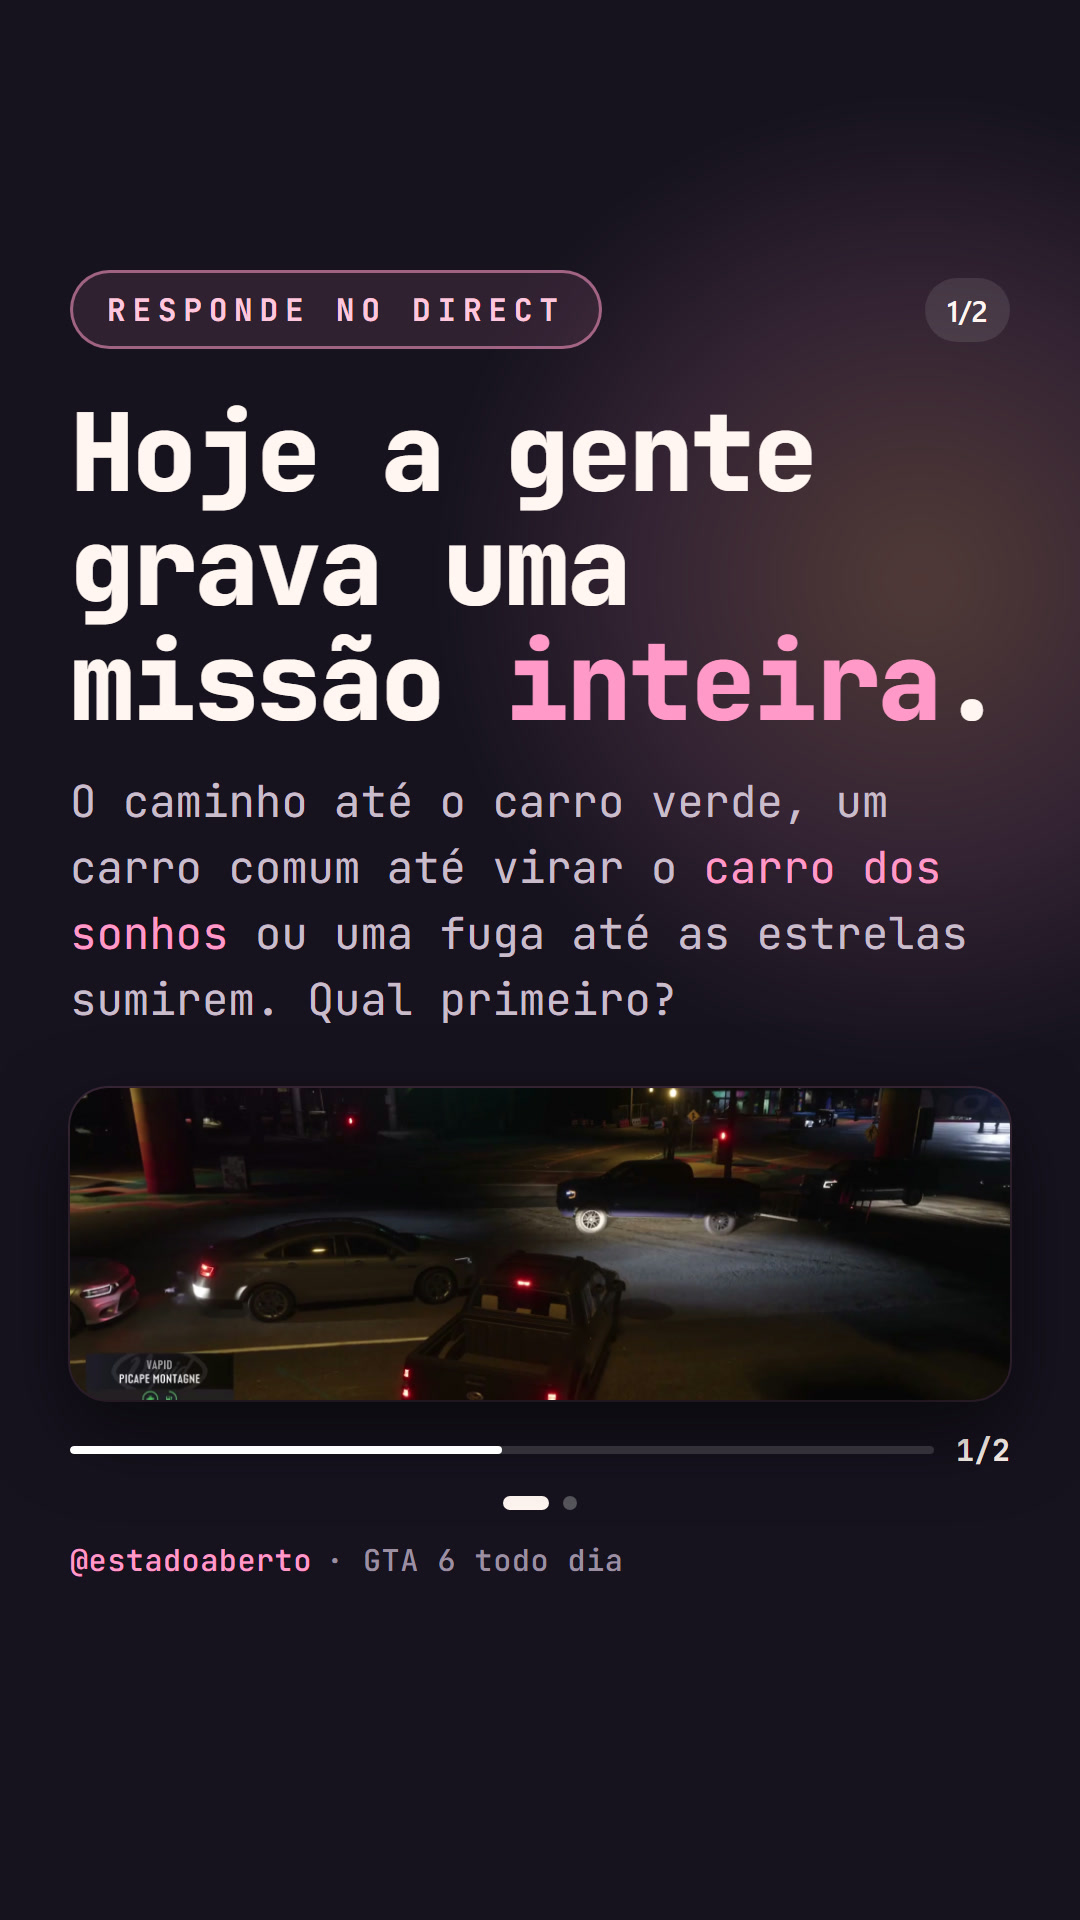 RESPONDE NO DIRECT
1/2
Hoje a gente
grava uma
missão inteira.
O caminho até o carro verde, um
carro comum até virar o carro dos
sonhos ou uma fuga até as estrelas
sumirem. Qual primeiro?
VAPID
PICAPE MONTAGNE
1/2
@estadoaberto · GTA 6 todo dia